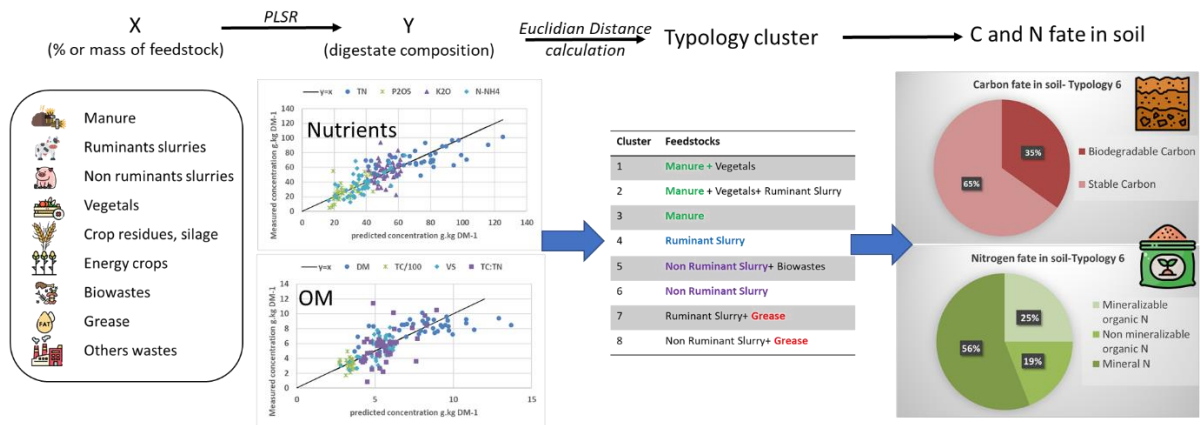 X
PLSR
Y
Euclidian Distance
calculation
Typology cluster
C and N fate in soil
(% or mass of feedstock)
(digestate composition)
Manure
Ruminants slurries
Non ruminants slurries
Vegetals
Crop residues, silage
Energy crops
Biowastes
FAT
Grease
Others wastes
y=x TN P2O5 K2O N-NH4
Nutrients
Measured concentration g.kg DM-1
140
120
100
80
60
40
20
0
0 20 40 60 80 100 120 140
predicted concentration g.kg DM-1
y=x DM TC/100 VS TC:TN
OM
Measured concentration g.kg DM-1
14
12
10
8
6
4
2
0
0 5 10 15
predicted concentration g.kg DM-1
Cluster Feedstocks
1 Manure + Vegetals
2 Manure + Vegetals+ Ruminant Slurry
3 Manure
4 Ruminant Slurry
5 Non Ruminant Slurry+ Biowastes
6 Non Ruminant Slurry
7 Ruminant Slurry+ Grease
8 Non Ruminant Slurry+ Grease
Carbon fate in soil- Typology 6
35%
65%
Biodegradable Carbon
Stable Carbon
Nitrogen fate in soil-Typology 6
25%
19%
56%
Mineralizable
organic N
Non mineralizable
organic N
Mineral N